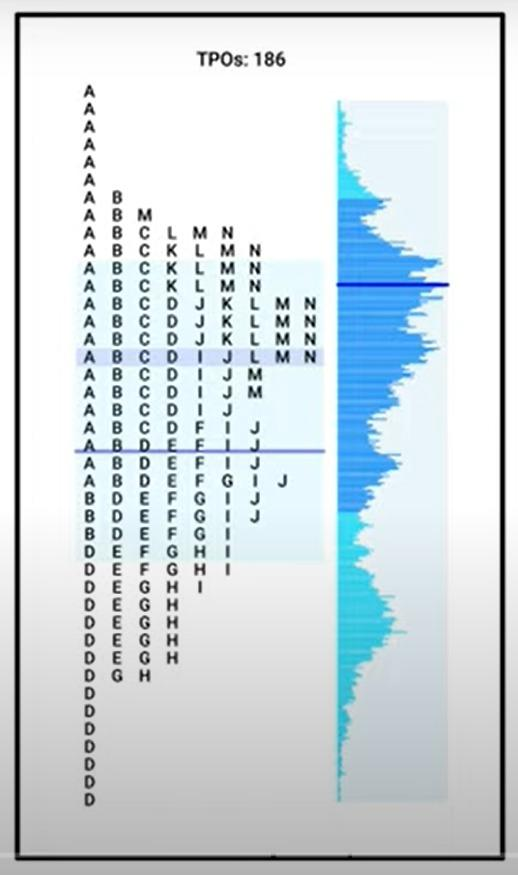 TPOs: 186
A
A
A
A
A
A
A B
A B M
A B C L M N
A B C K L M N
A B C K L M N
A B C K L M N
A B C D J K L M N
A B C D J K L M N
A B C D J K L M N
A B C D I J L M N
A B C D I J M
A B C D I J M
A B C D I J
A B C D F I J
A B D E F I J
A B D E F I J
A B D E F G I J
B D E F G I J
B D E F G I J
B D E F G I
D E F G H I
D E F G H I
D E G H I
D E G H
D E G H
D E G H
D E G H
D G H
D
D
D
D
D
D
D